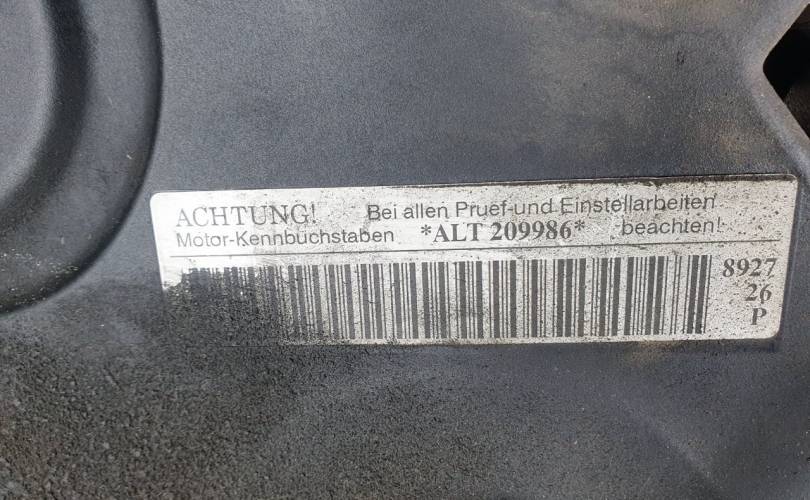 ACHTUNG! Bei allen Pruef-und Einstellarbeiten
Motor-Kennbuchstaben *ALT 209986* beachten!
8927
26
P